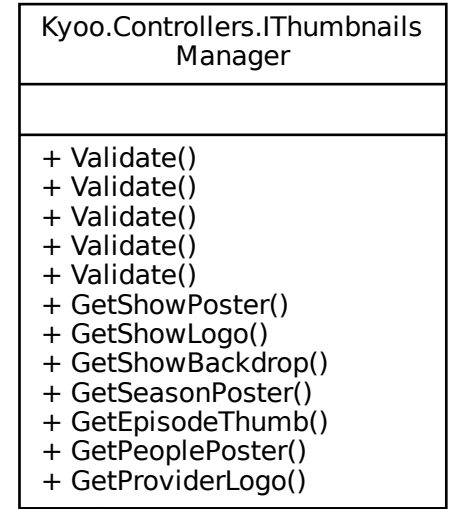 Kyoo.Controllers.IThumbnails
Manager
+ Validate()
+ Validate()
+ Validate()
+ Validate()
+ Validate()
+ GetShowPoster()
+ GetShowLogo()
+ GetShowBackdrop()
+ GetSeasonPoster()
+ GetEpisodeThumb()
+ GetPeoplePoster()
+ GetProviderLogo()